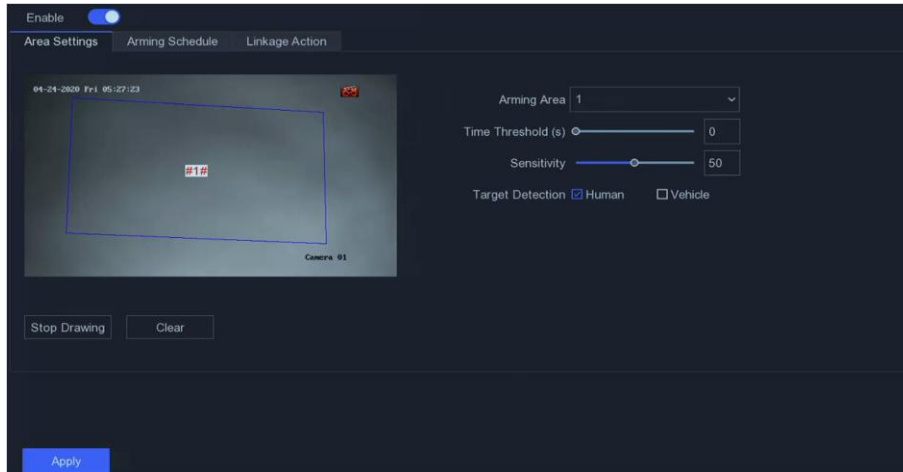 Enable
Area Settings Arming Schedule Linkage Action
04-24-2020 Fri 05:27:23
#1#
Camera 01
Arming Area 1
Time Threshold (s) 0
Sensitivity 50
Target Detection Human Vehicle
Stop Drawing Clear
Apply